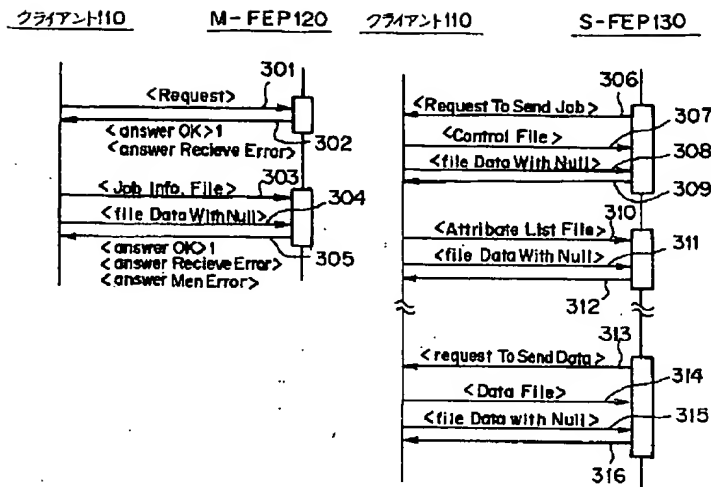 クライアント110 M-FEP120
301
<Request>
<answer OK>1
302
<answer Recieve Error>
<Job Info. File>
303
304
<file Data With Null>
<answer OK>1
305
<answer Recieve Error>
<answer Men Error>
クライアント110 S-FEP130
306
<Request To Send Job>
307
<Control File>
<file Data With Null>
308
309
<Attribate List File>
310
<file Data With Null>
311
312
313
<request To Send Data>
314
<Data File>
<file Data with Null>
315
316